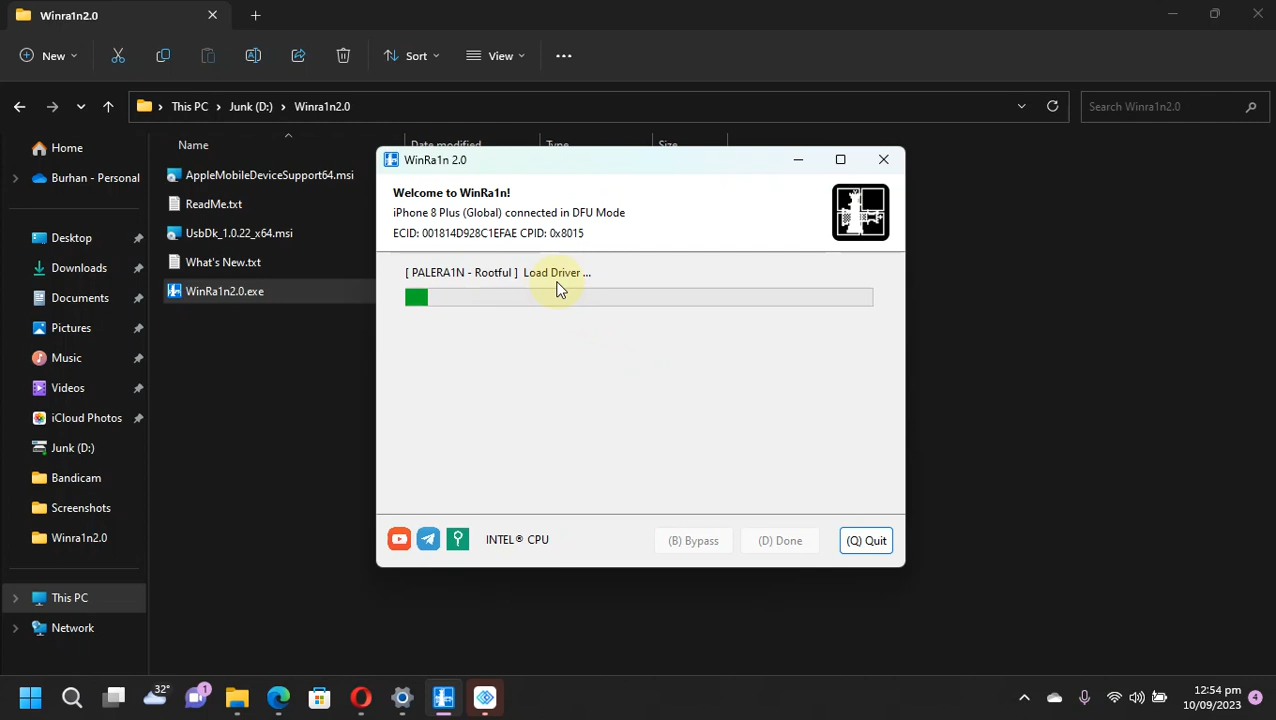 Winra1n2.0
New
Sort
View
This PC
Junk (D:)
Winra1n2.0
Search Winra1n2.0
Home
Burhan - Personal
Desktop
Downloads
Documents
Pictures
Music
Videos
iCloud Photos
Junk (D:)
Bandicam
Screenshots
Winra1n2.0
This PC
Network
Name
Date modified
Type
Size
AppleMobileDeviceSupport64.msi
ReadMe.txt
UsbDk_1.0.22_x64.msi
What's New.txt
WinRa1n2.0.exe
WinRa1n 2.0
Welcome to WinRa1n!
iPhone 8 Plus (Global) connected in DFU Mode
ECID: 001814D928C1EFAE CPID: 0x8015
[ PALERA1N - Rootful ] Load Driver ...
INTEL® CPU
(B) Bypass
(D) Done
(Q) Quit
32°
1
12:54 pm
10/09/2023
4